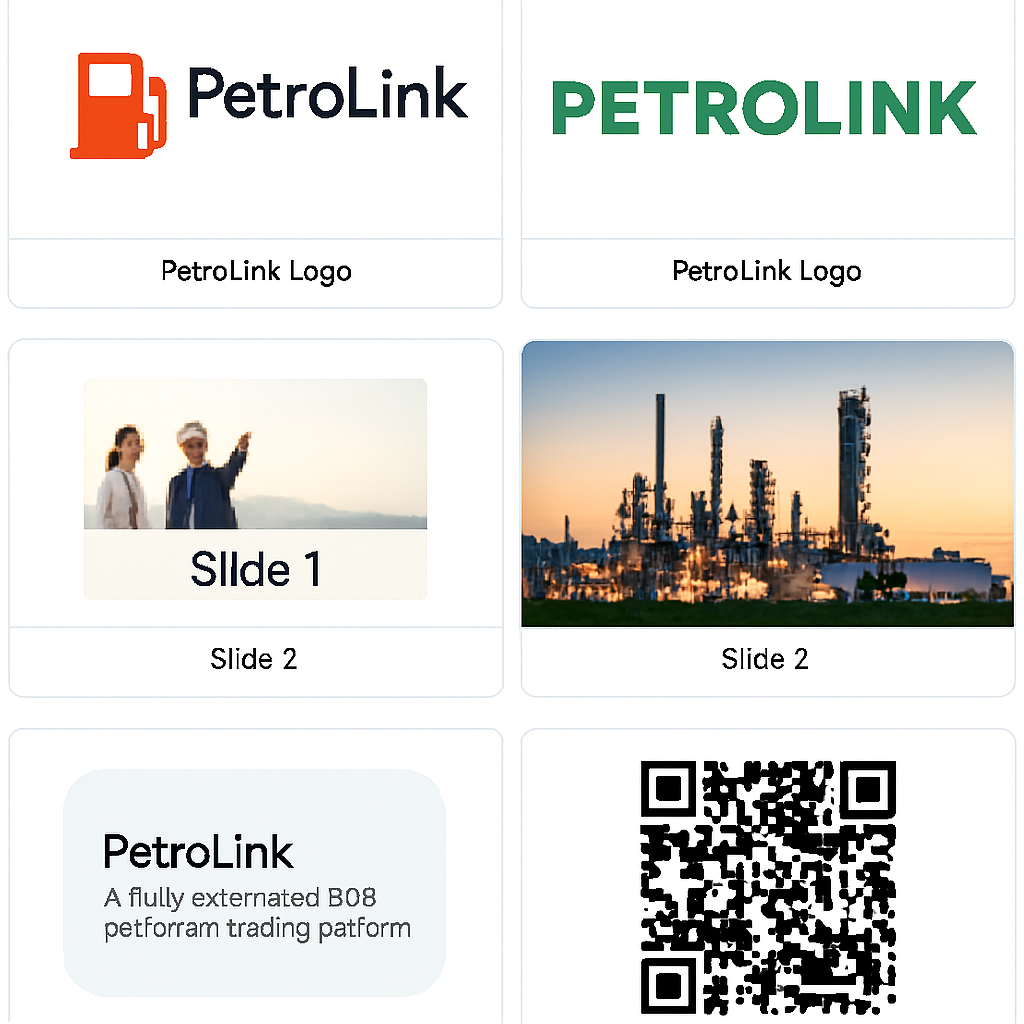 PetroLink
PETROLINK
PetroLink Logo
PetroLink Logo
SlIde 1
Slide 2
Slide 2
PetroLink
A flully externated B08
petforram trading patform